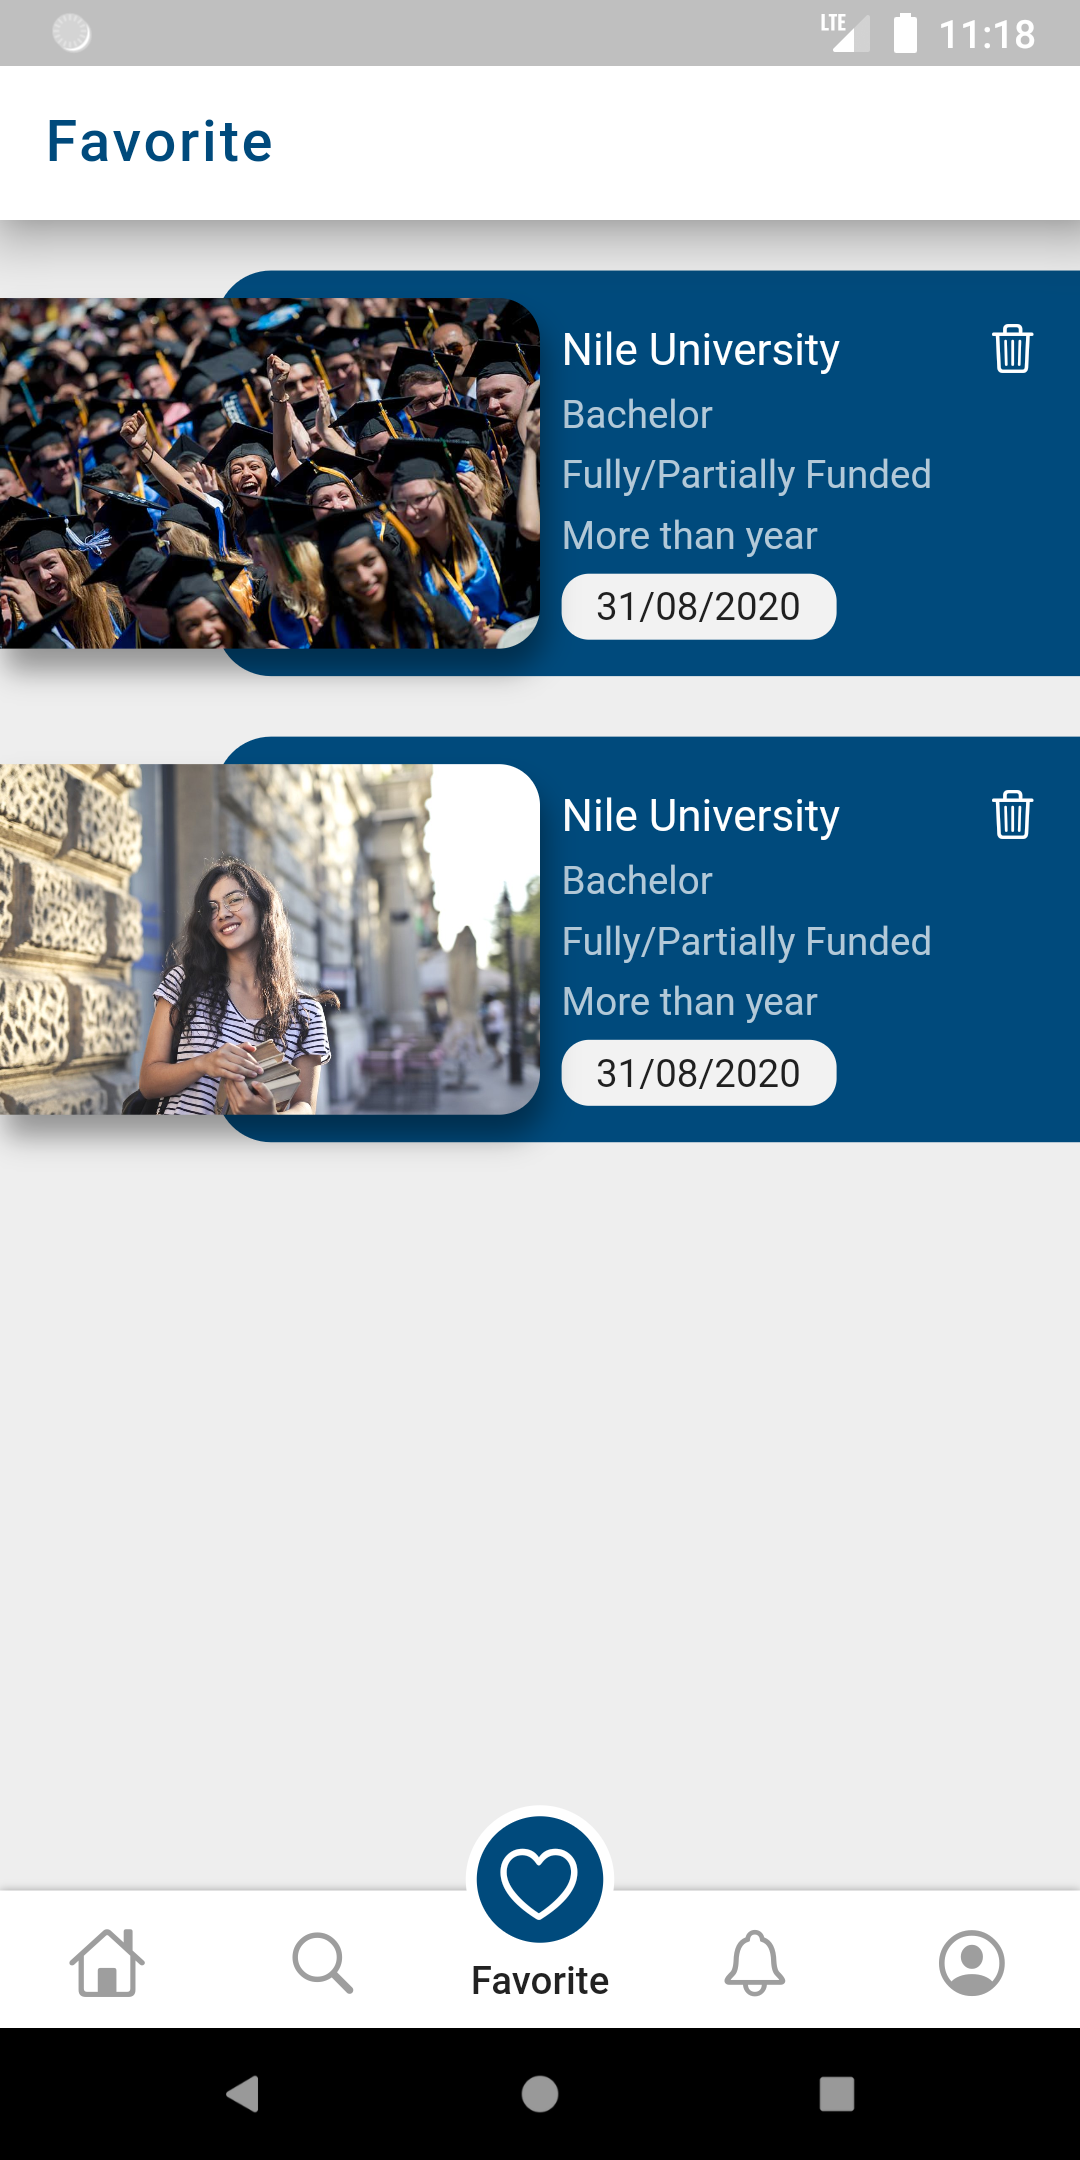 LTE 11:18
Favorite
Nile University
Bachelor
Fully/Partially Funded
More than year
31/08/2020
Nile University
Bachelor
Fully/Partially Funded
More than year
31/08/2020
Favorite